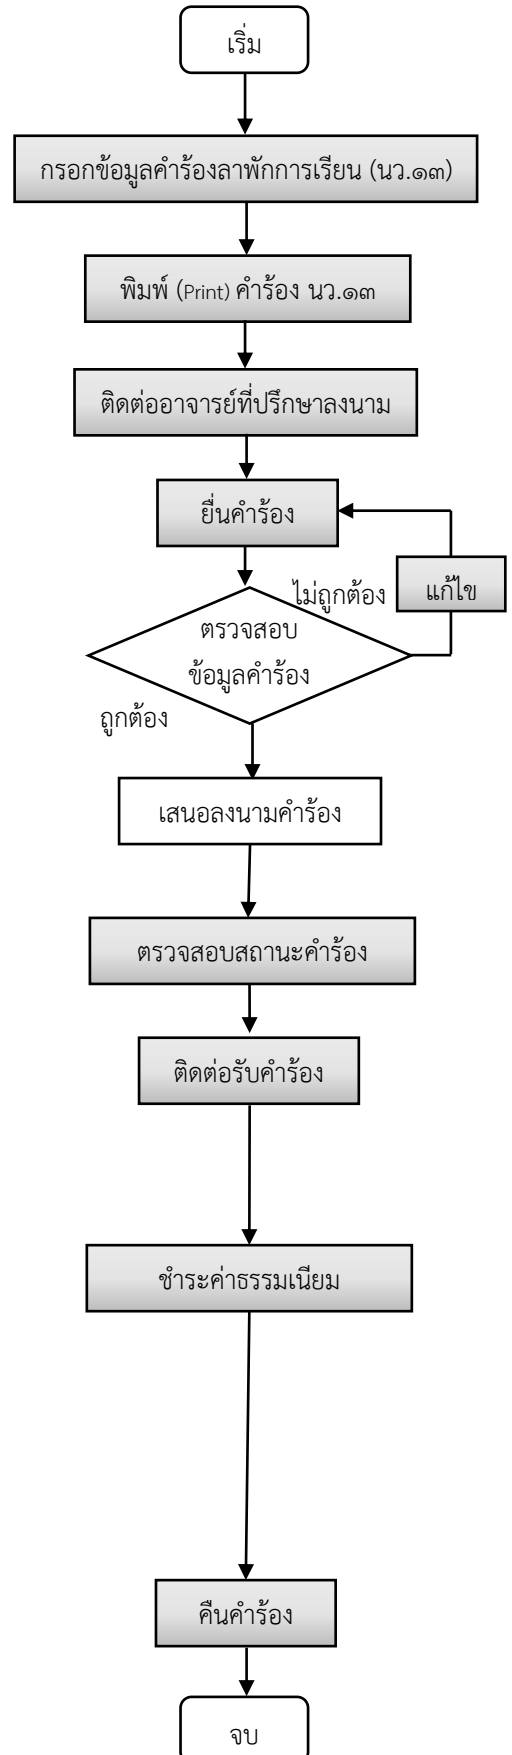 เริ่ม
กรอกข้อมูลคำร้องลาพักการเรียน (นว.๑๓)
พิมพ์ (Print) คำร้อง นว.๑๓
ติดต่ออาจารย์ที่ปรึกษาลงนาม
ยื่นคำร้อง
แก้ไข
ไม่ถูกต้อง
ตรวจสอบ
ข้อมูลคำร้อง
ถูกต้อง
เสนอลงนามคำร้อง
ตรวจสอบสถานะคำร้อง
ติดต่อรับคำร้อง
ชำระค่าธรรมเนียม
คืนคำร้อง
จบ